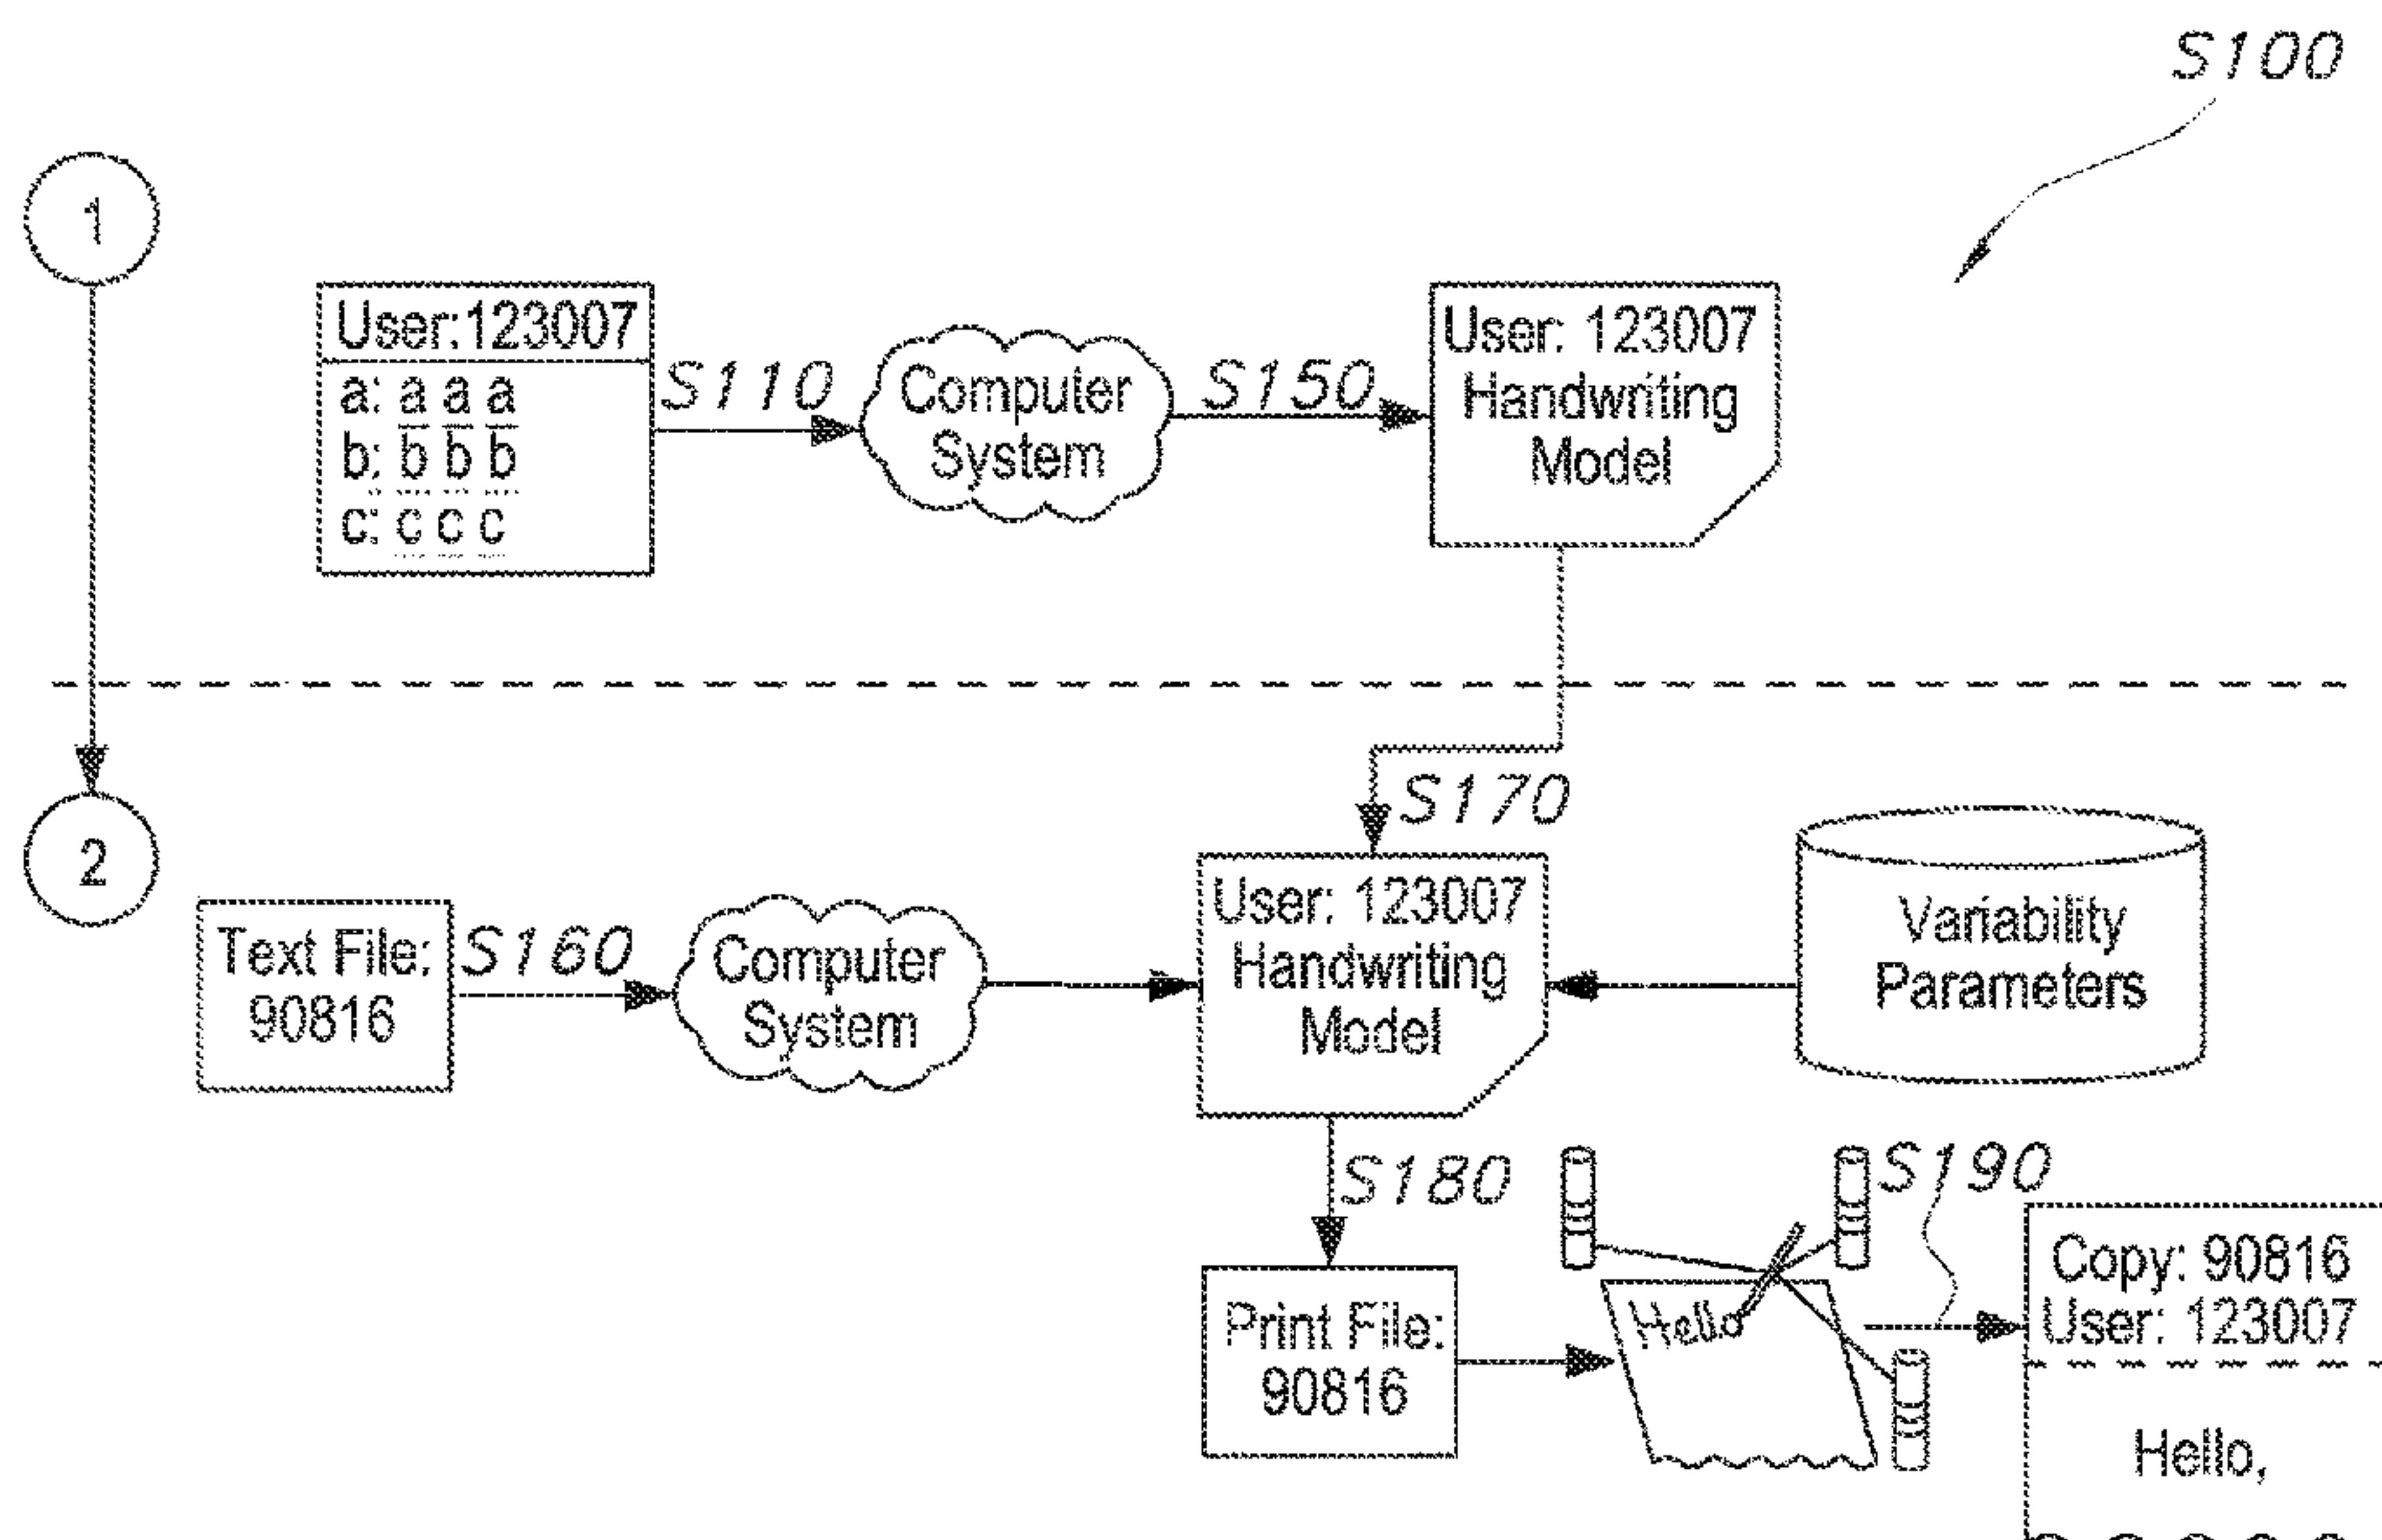 S100
1
User:123007
a: a a a
b: b b b
c: c c c
S110
Computer
System
S150
User: 123007
Handwriting
Model
2
S170
Text File:
90816
S160
Computer
System
User: 123007
Handwriting
Model
Variability
Parameters
S180
S190
Print File:
90816
Hello
Copy: 90816
User: 123007
Hello,